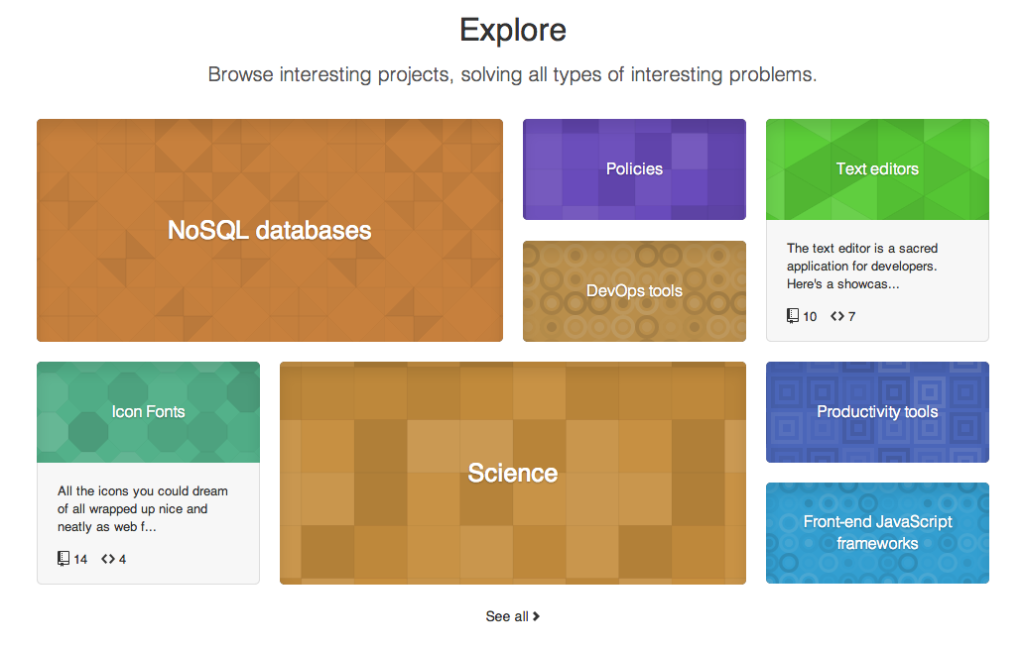 Explore
Browse interesting projects, solving all types of interesting problems.
NoSQL databases
Policies
DevOps tools
Text editors
The text editor is a sacred
application for developers.
Here's a showcas...
10 7
Icon Fonts
All the icons you could dream
of all wrapped up nice and
neatly as web f...
14 4
Science
Productivity tools
Front-end JavaScript
frameworks
See all